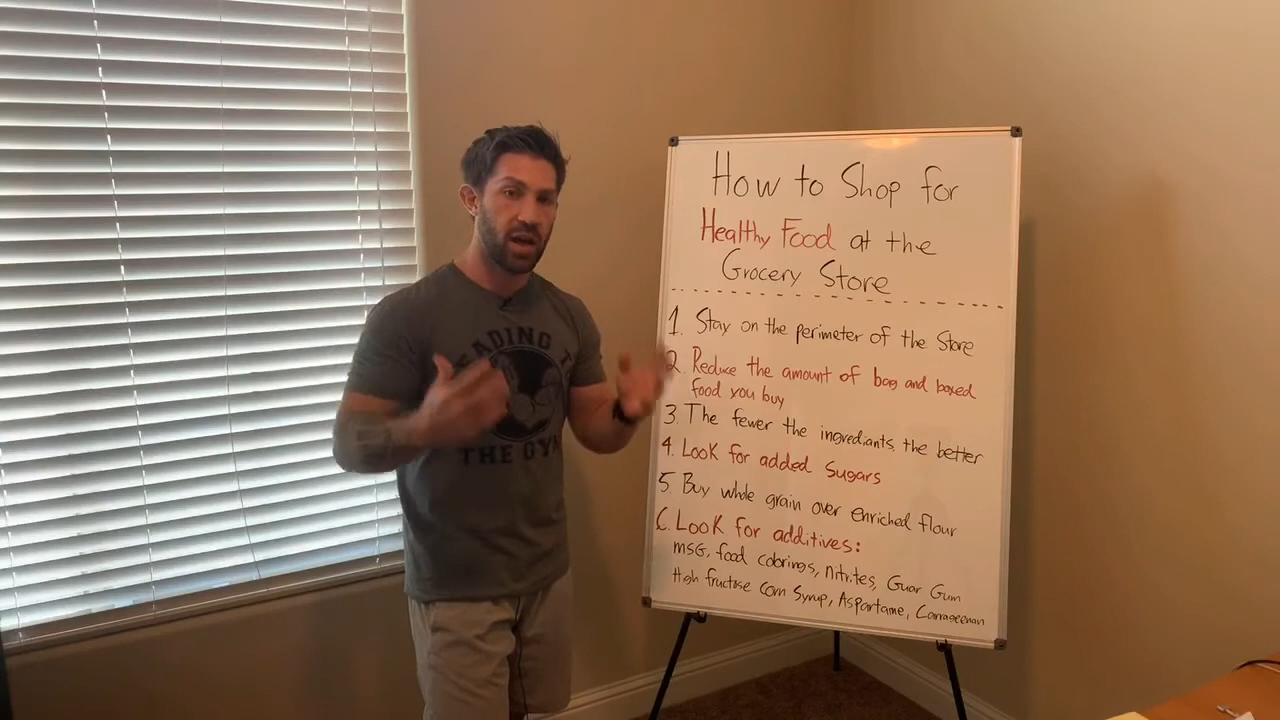 How to Shop for
Healthy Food at the
Grocery Store
1. Stay on the perimeter of the Store
2. Reduce the amount of bag and boxed
food you buy
3. The fewer the ingrediants, the better
4. Look for added Sugars
5. Buy whole grain over enriched flour
6. Look for additives:
MSG, food colorings, nitrites, Guar Gum
High fructose Corn Syrup, Aspartame, Carrageenan
THE GYM